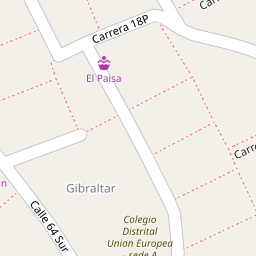 Carrera 18P
El Paisa
Gibraltar
Calle 64 Sur
Colegio
Distrital
Union Europea
- sede A